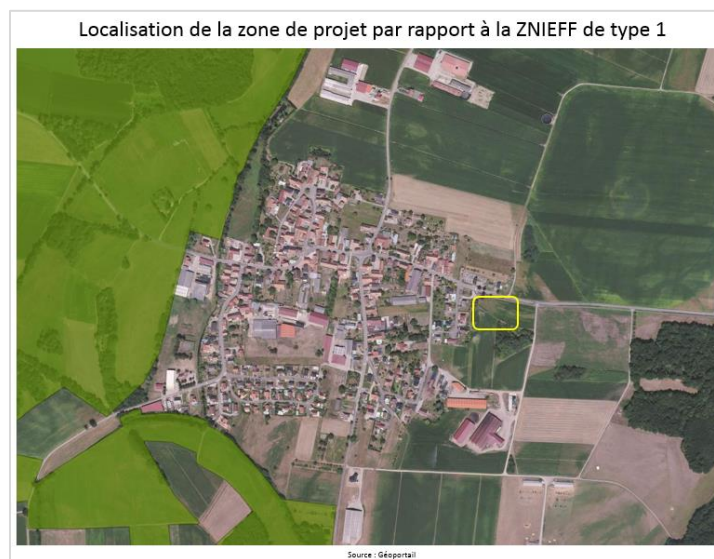 Localisation de la zone de projet par rapport à la ZNIEFF de type 1
Source : Géoportail